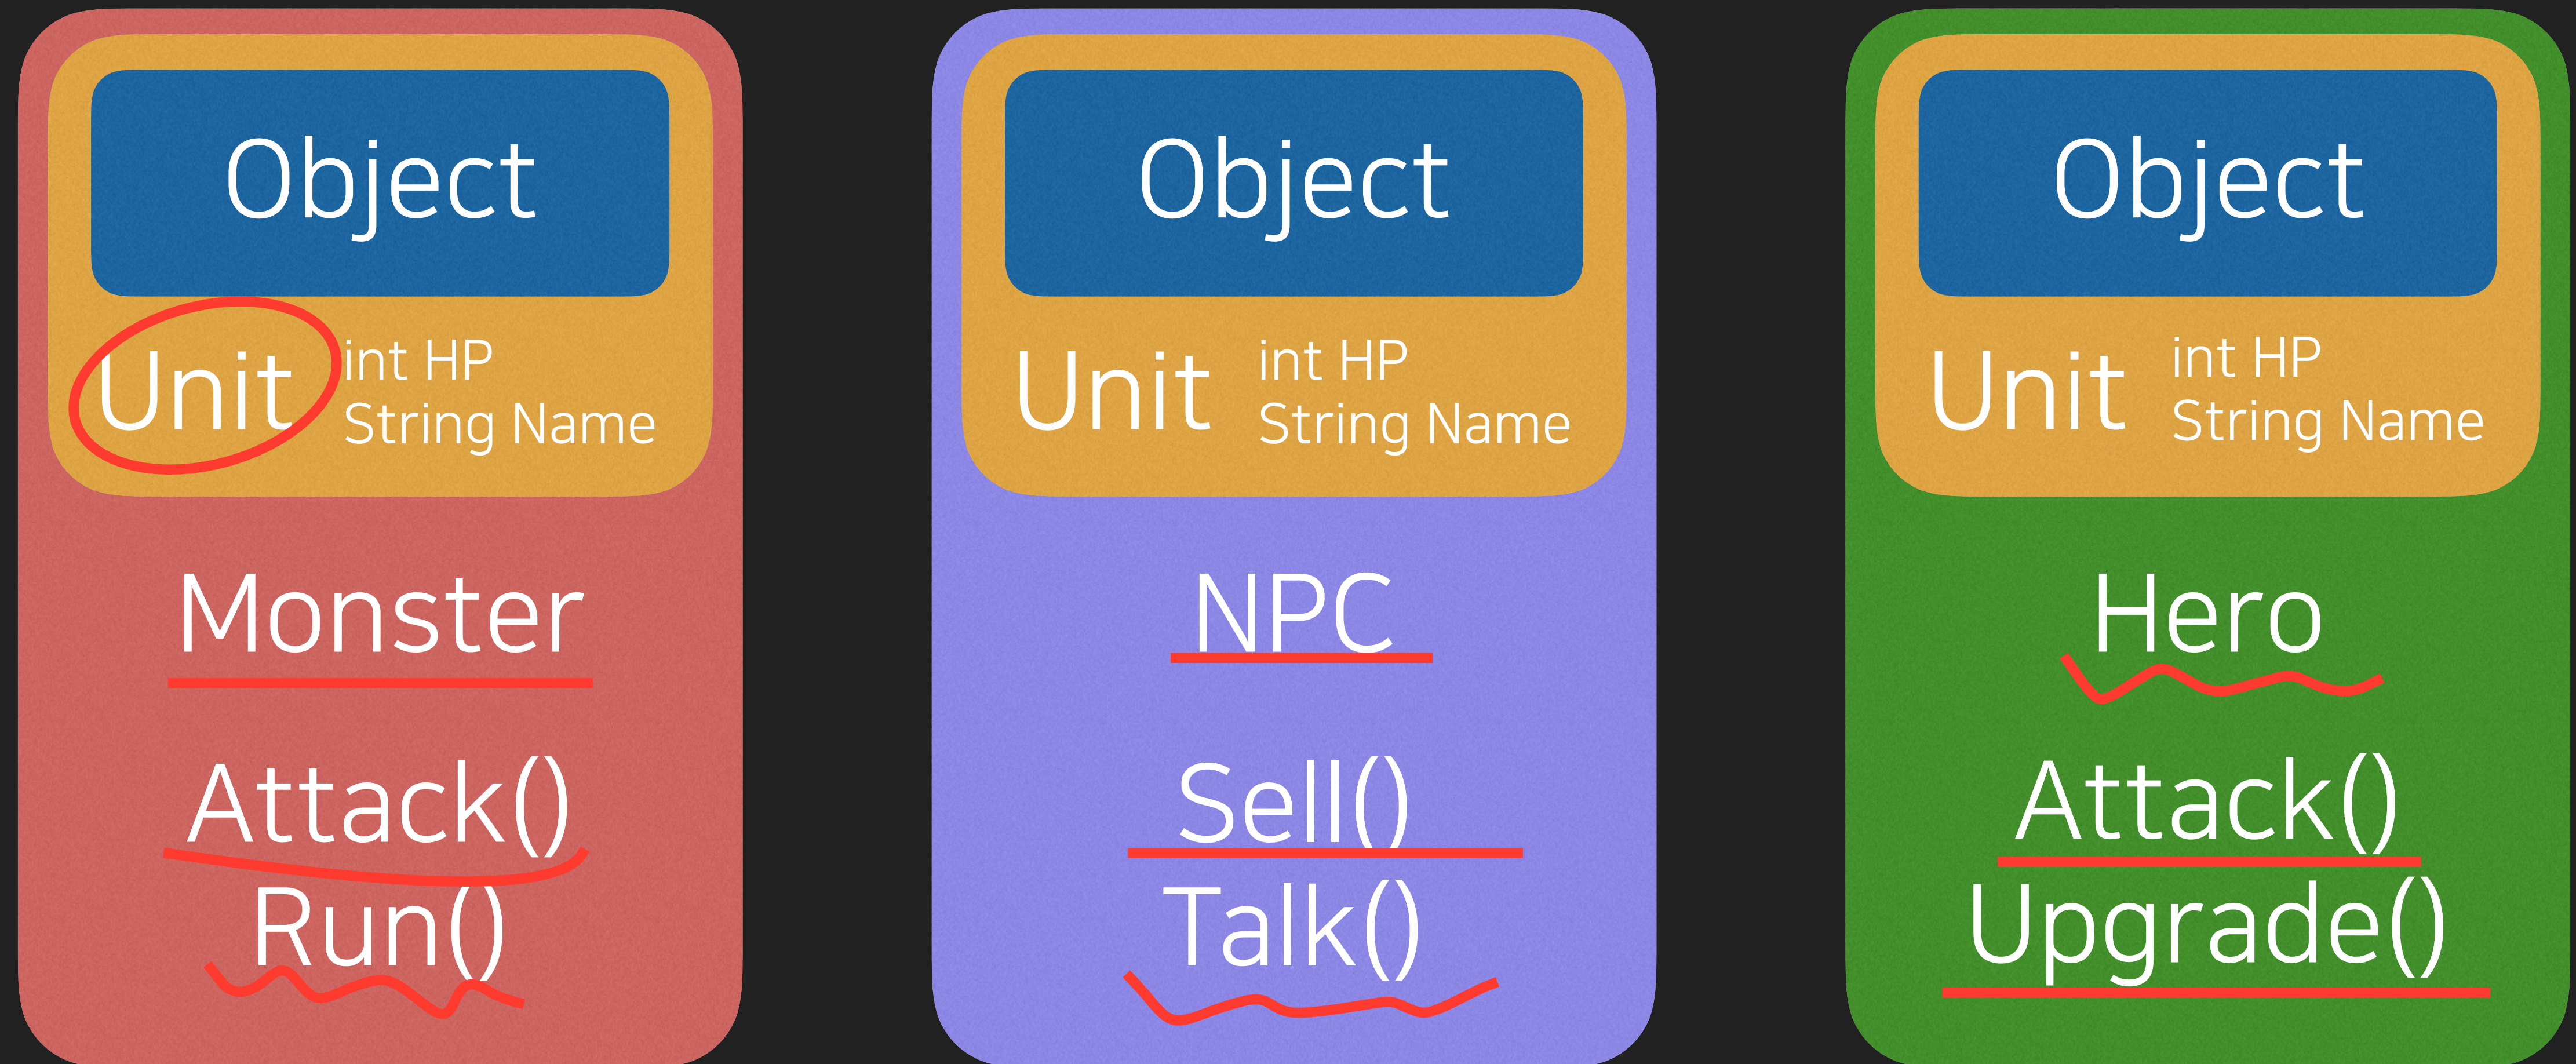 Object
Unit
int HP
String Name
Monster
Attack()
Run()
Object
Unit
int HP
String Name
NPC
Sell()
Talk()
Object
Unit
int HP
String Name
Hero
Attack()
Upgrade()